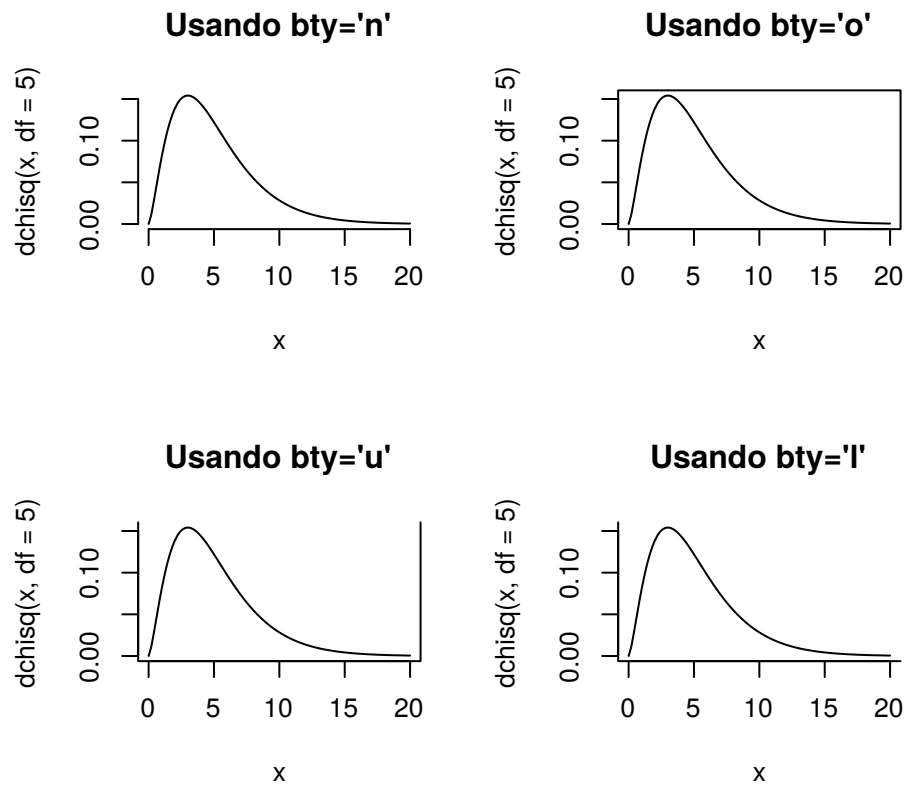 Usando bty='n'
dchisq(x, df = 5)
0.00 0.10
0 5 10 15 20
x
Usando bty='o'
dchisq(x, df = 5)
0.00 0.10
0 5 10 15 20
x
Usando bty='u'
dchisq(x, df = 5)
0.00 0.10
0 5 10 15 20
x
Usando bty='l'
dchisq(x, df = 5)
0.00 0.10
0 5 10 15 20
x